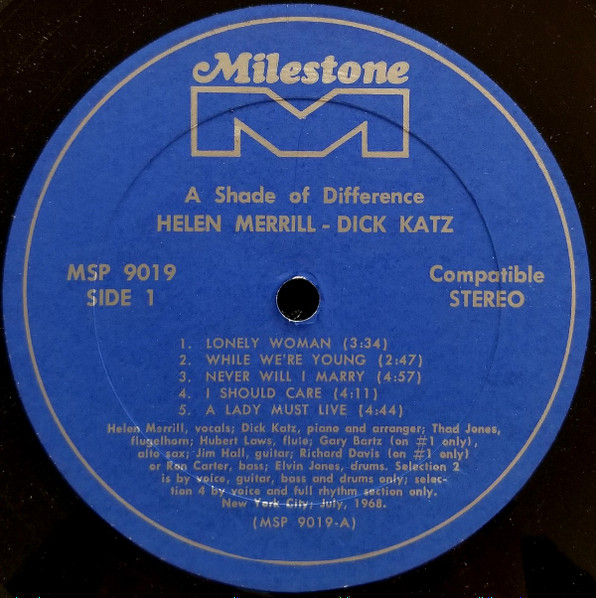 Milestone
M
A Shade of Difference
HELEN MERRILL - DICK KATZ
MSP 9019
SIDE 1
Compatible
STEREO
1. LONELY WOMAN (3:34)
2. WHILE WE'RE YOUNG (2:47)
3. NEVER WILL I MARRY (4:57)
4. I SHOULD CARE (4:11)
5. A LADY MUST LIVE (4:44)
Helen Merrill, vocals; Dick Katz, piano and arranger; Thad Jones,
flugelhorn; Hubert Laws, flute; Gary Bartz (on #1 only),
alto sax; Jim Hall, guitar; Richard Davis (on #1 only)
or Ron Carter, bass; Elvin Jones, drums. Selection 2
is by voice, guitar, bass and drums only; selec-
tion 4 by voice and full rhythm section only.
New York City; July, 1968.
(MSP 9019-A)